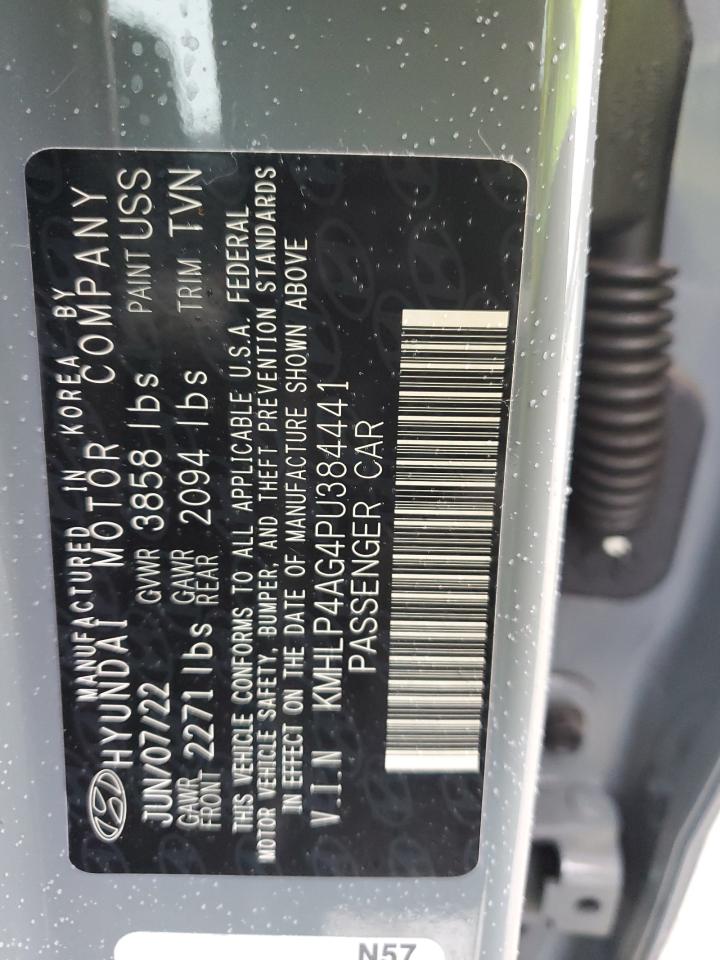 MANUFACTURED IN KOREA BY
HYUNDAI MOTOR COMPANY
JUN/07/22 GVWR 3858 lbs PAINT USS
GAWR FRONT 2271 lbs GAWR REAR 2094 lbs TRIM TVN
THIS VEHICLE CONFORMS TO ALL APPLICABLE U.S.A. FEDERAL
MOTOR VEHICLE SAFETY, BUMPER, AND THEFT PREVENTION STANDARDS
IN EFFECT ON THE DATE OF MANUFACTURE SHOWN ABOVE
V.I.N KMHLP4AG4PU384441
PASSENGER CAR
N57